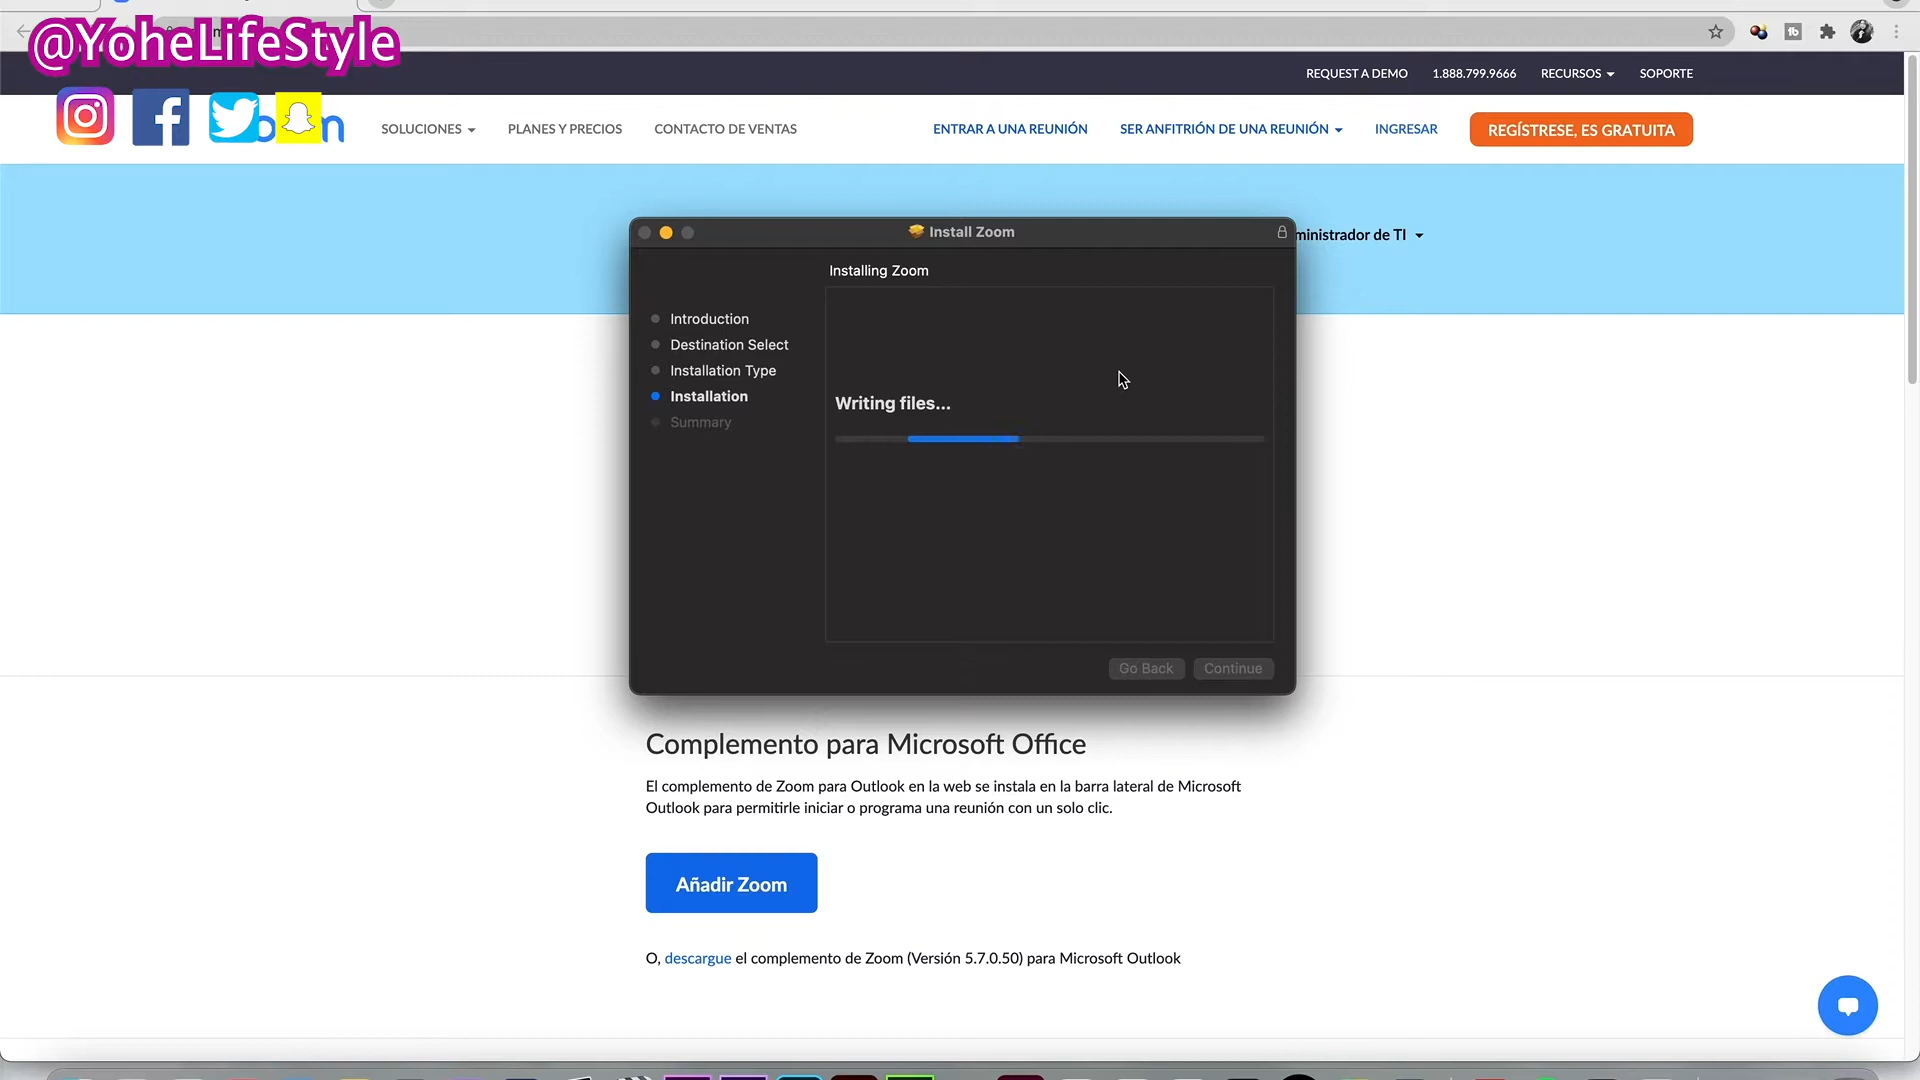 @YoheLifeStyle
REQUEST A DEMO
1.888.799.9666
RECURSOS
SOPORTE
SOLUCIONES
PLANES Y PRECIOS
CONTACTO DE VENTAS
ENTRAR A UNA REUNIÓN
SER ANFITRIÓN DE UNA REUNIÓN
INGRESAR
REGÍSTRESE, ES GRATUITA
Install Zoom
ministrador de TI
Installing Zoom
Introduction
Destination Select
Installation Type
Installation
Summary
Writing files...
Go Back
Continue
Complemento para Microsoft Office
El complemento de Zoom para Outlook en la web se instala en la barra lateral de Microsoft
Outlook para permitirle iniciar o programa una reunión con un solo clic.
Añadir Zoom
O, descargue el complemento de Zoom (Versión 5.7.0.50) para Microsoft Outlook